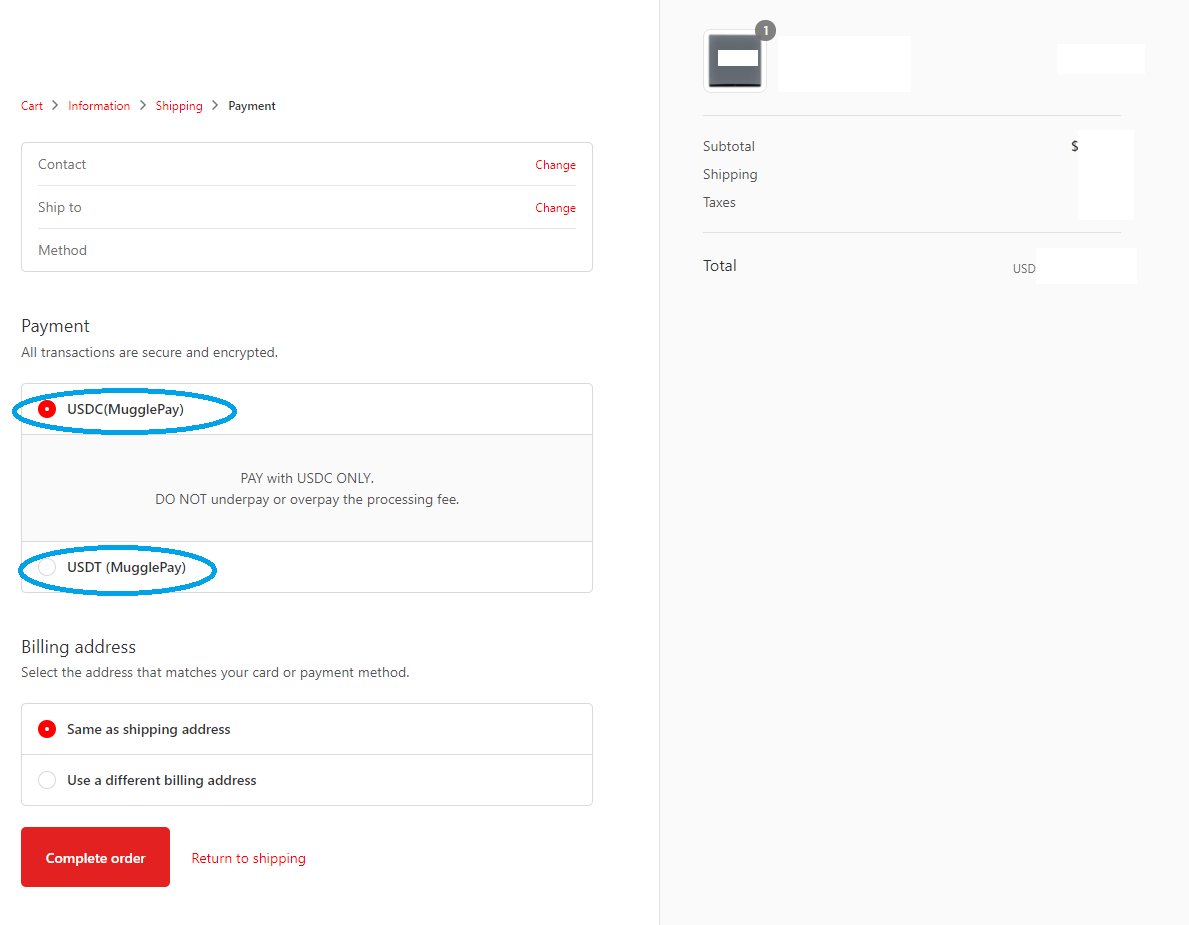 Cart > Information > Shipping > Payment
Contact Change
Ship to Change
Method
Payment
All transactions are secure and encrypted.
USDC(MugglePay)
PAY with USDC ONLY.
DO NOT underpay or overpay the processing fee.
USDT (MugglePay)
Billing address
Select the address that matches your card or payment method.
Same as shipping address
Use a different billing address
Complete order Return to shipping
1
Subtotal $
Shipping
Taxes
Total USD